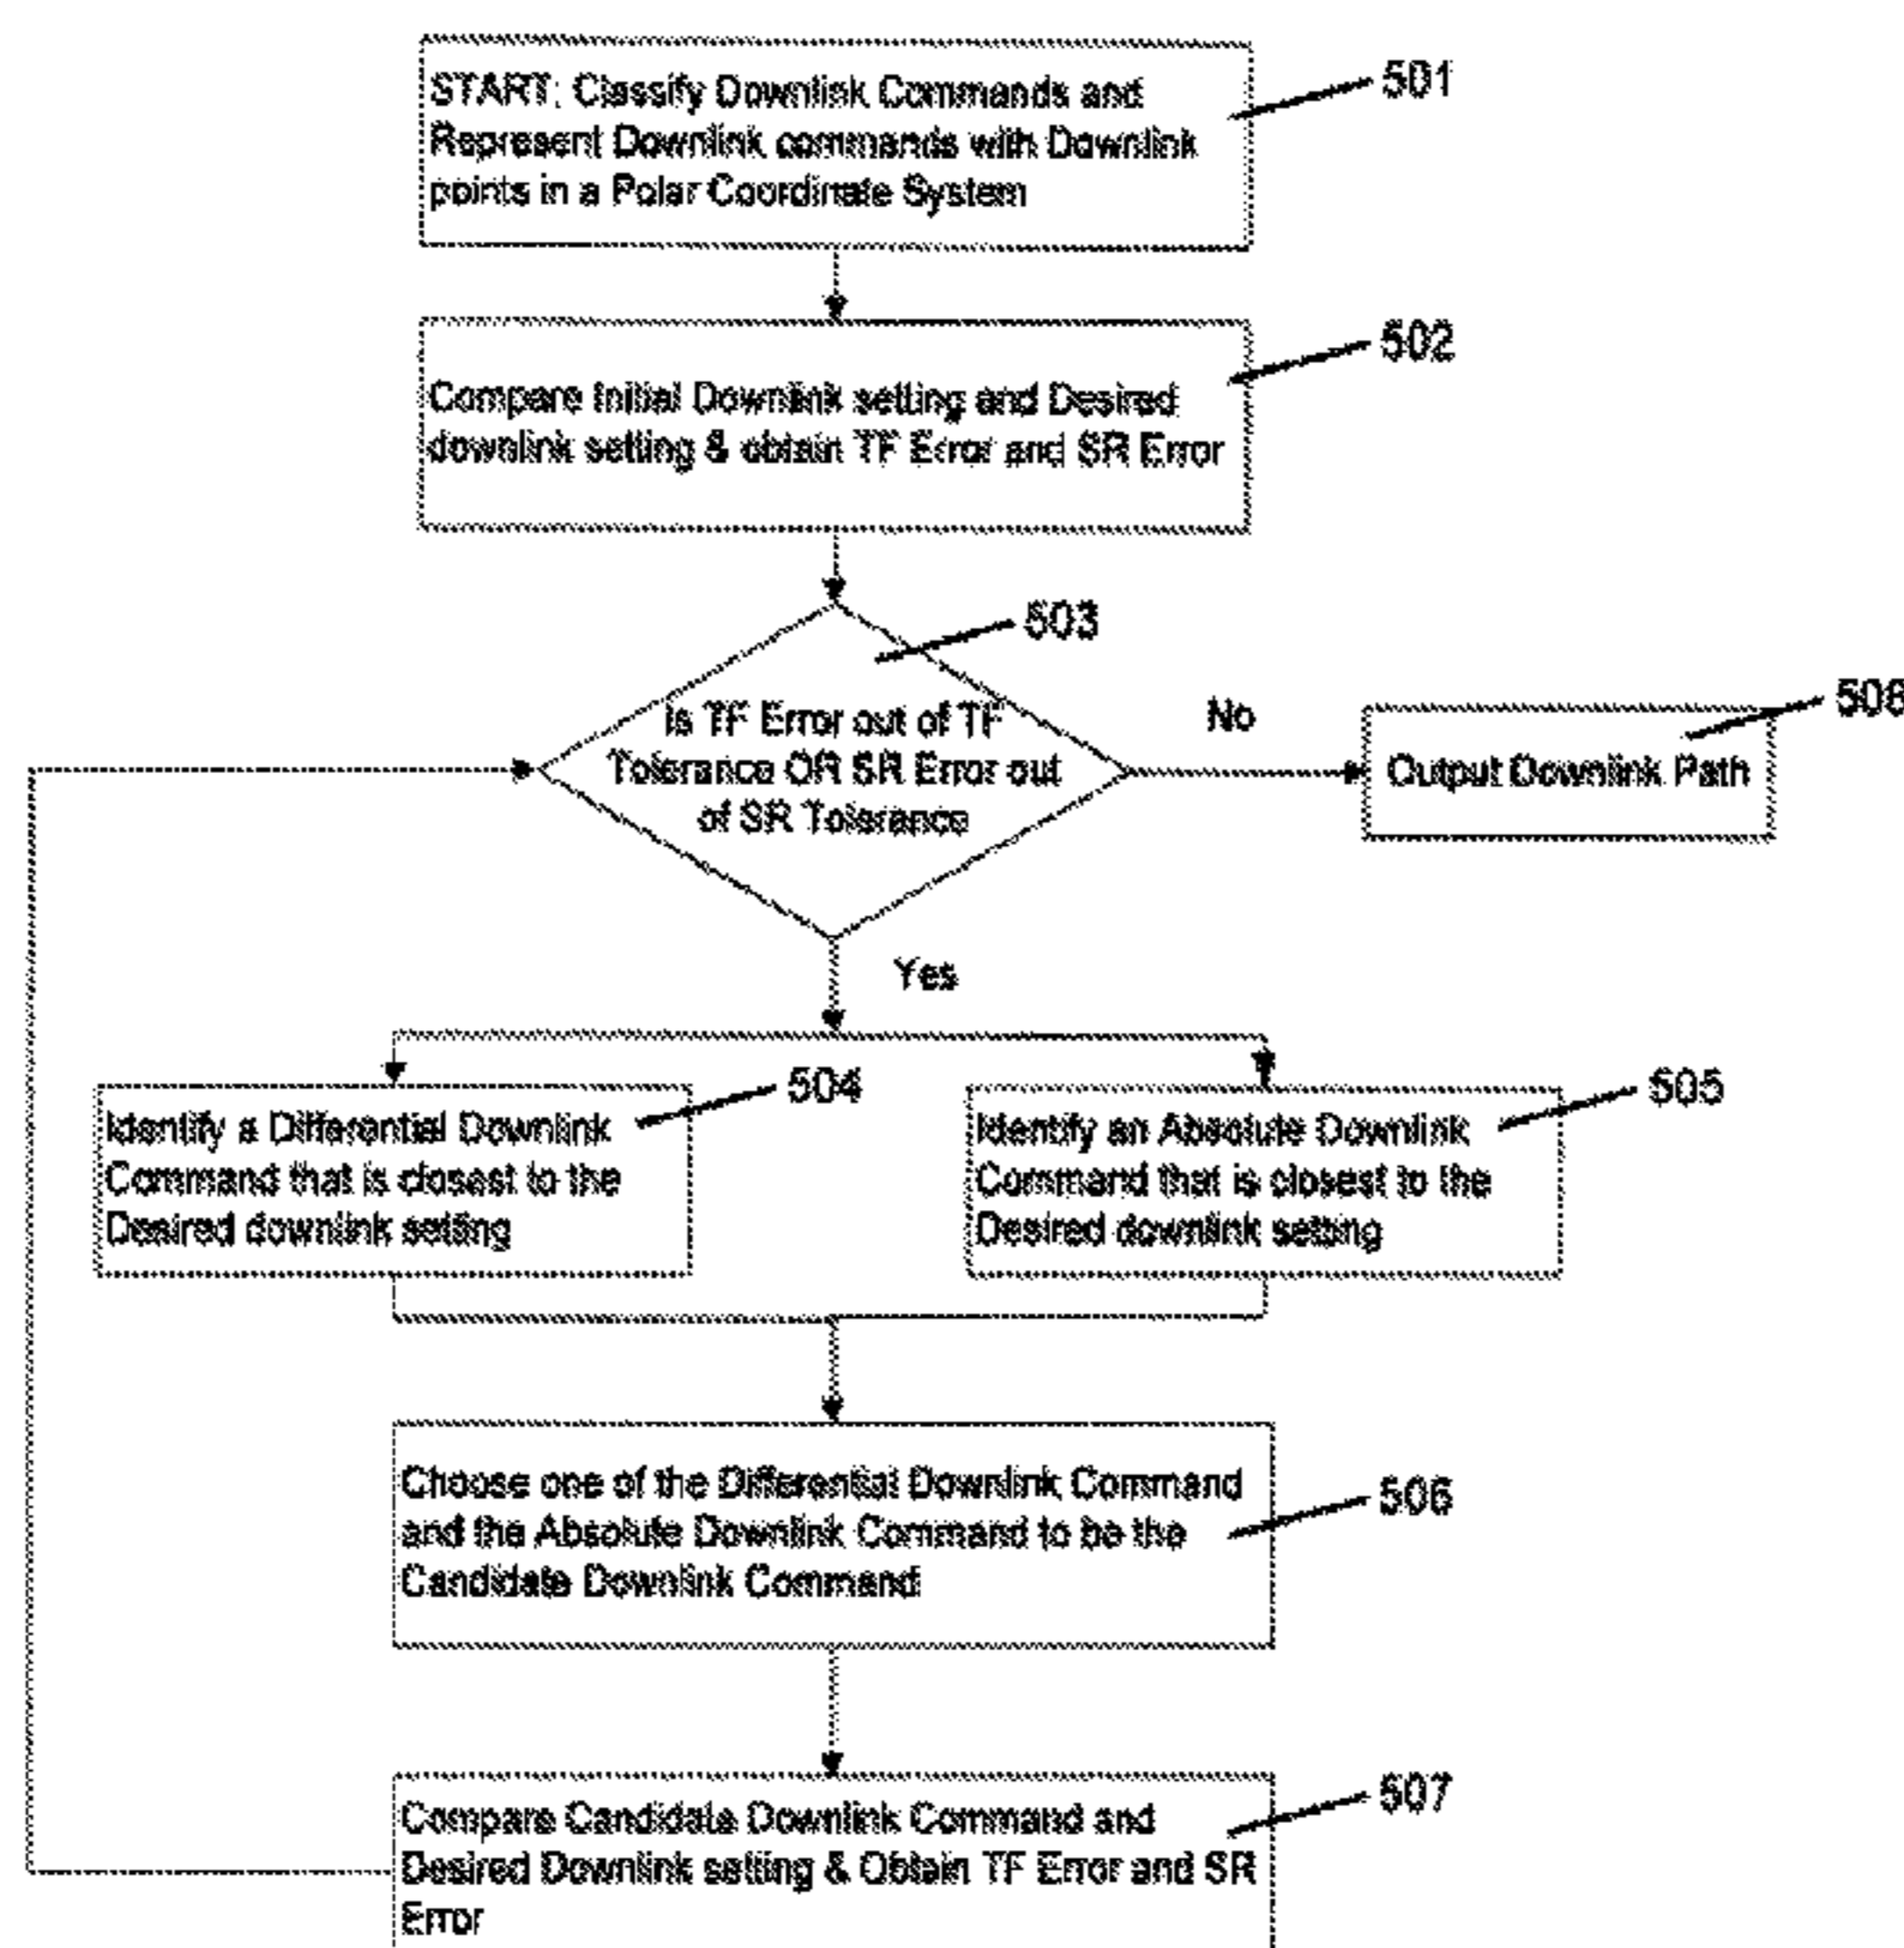 START: Classify Downlink Commands and
Represent Downlink commands with Downlink
points in a Polar Coordinate System
501
Compare Initial Downlink setting and Desired
downlink setting & obtain TF Error and SR Error
502
503
Is TF Error out of TF
Tolerance OR SR Error out
of SR Tolerance
No
508
Output Downlink Path
Yes
504
Identify a Differential Downlink
Command that is closest to the
Desired downlink setting
505
Identify an Absolute Downlink
Command that is closest to the
Desired downlink setting
Choose one of the Differential Downlink Command
and the Absolute Downlink Command to be the
Candidate Downlink Command
506
Compare Candidate Downlink Command and
Desired Downlink setting & Obtain TF Error and SR
Error
507